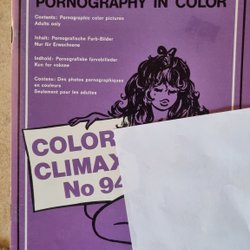 PORNOGRAPHY IN COLOR
Contents: Pornographic color pictures
Adults only
Inhalt: Pornografische Farb-Bilder
Nur für Erwachsene
Indhold: Pornografiske farvebilleder
Kun for voksne
Contenu: Des photos pornographiques
en couleurs
Seulement pour les adultes
COLOR
CLIMAX
No 94